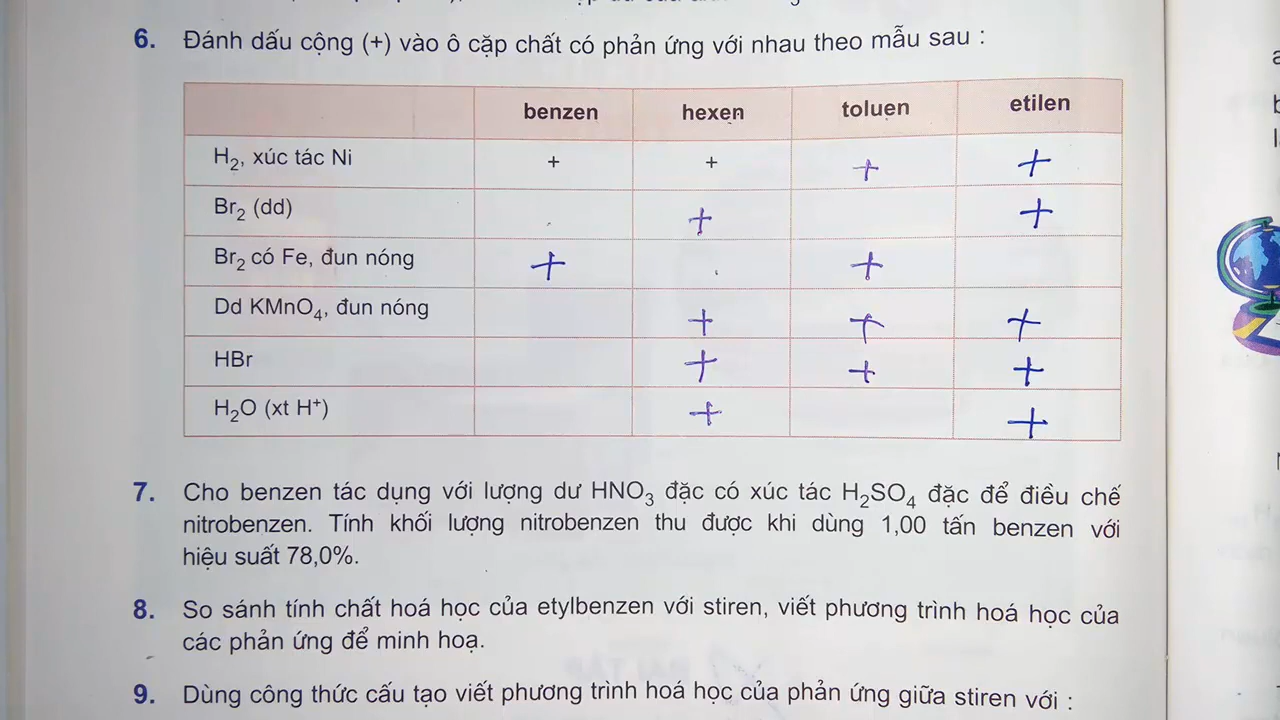 6. Đánh dấu cộng (+) vào ô cặp chất có phản ứng với nhau theo mẫu sau :
benzen hexen toluen etilen
H₂, xúc tác Ni + + + +
Br₂ (dd) + +
Br₂ có Fe, đun nóng + +
Dd KMnO₄, đun nóng + + +
HBr + + +
H₂O (xt H⁺) + +
7. Cho benzen tác dụng với lượng dư HNO₃ đặc có xúc tác H₂SO₄ đặc để điều chế
nitrobenzen. Tính khối lượng nitrobenzen thu được khi dùng 1,00 tấn benzen với
hiệu suất 78,0%.
8. So sánh tính chất hoá học của etylbenzen với stiren, viết phương trình hoá học của
các phản ứng để minh hoạ.
9. Dùng công thức cấu tạo viết phương trình hoá học của phản ứng giữa stiren với :